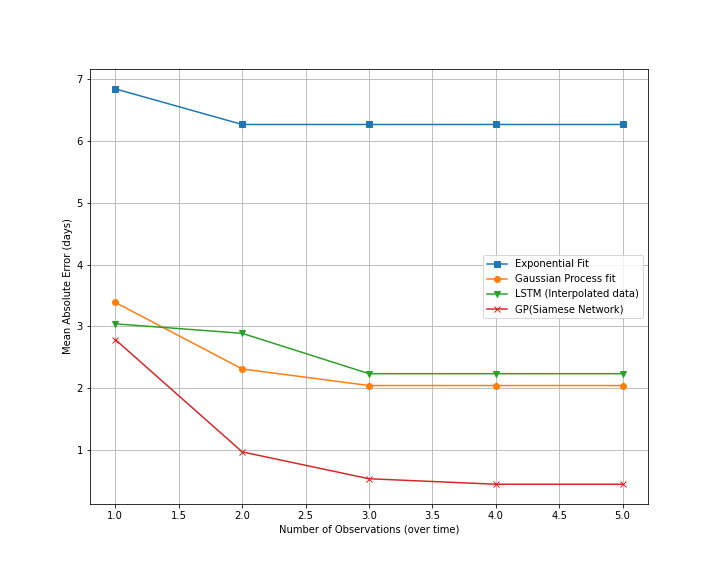 7
6
5
4
3
2
1
Mean Absolute Error (days)
Exponential Fit
Gaussian Process fit
LSTM (Interpolated data)
GP(Siamese Network)
1.0 1.5 2.0 2.5 3.0 3.5 4.0 4.5 5.0
Number of Observations (over time)